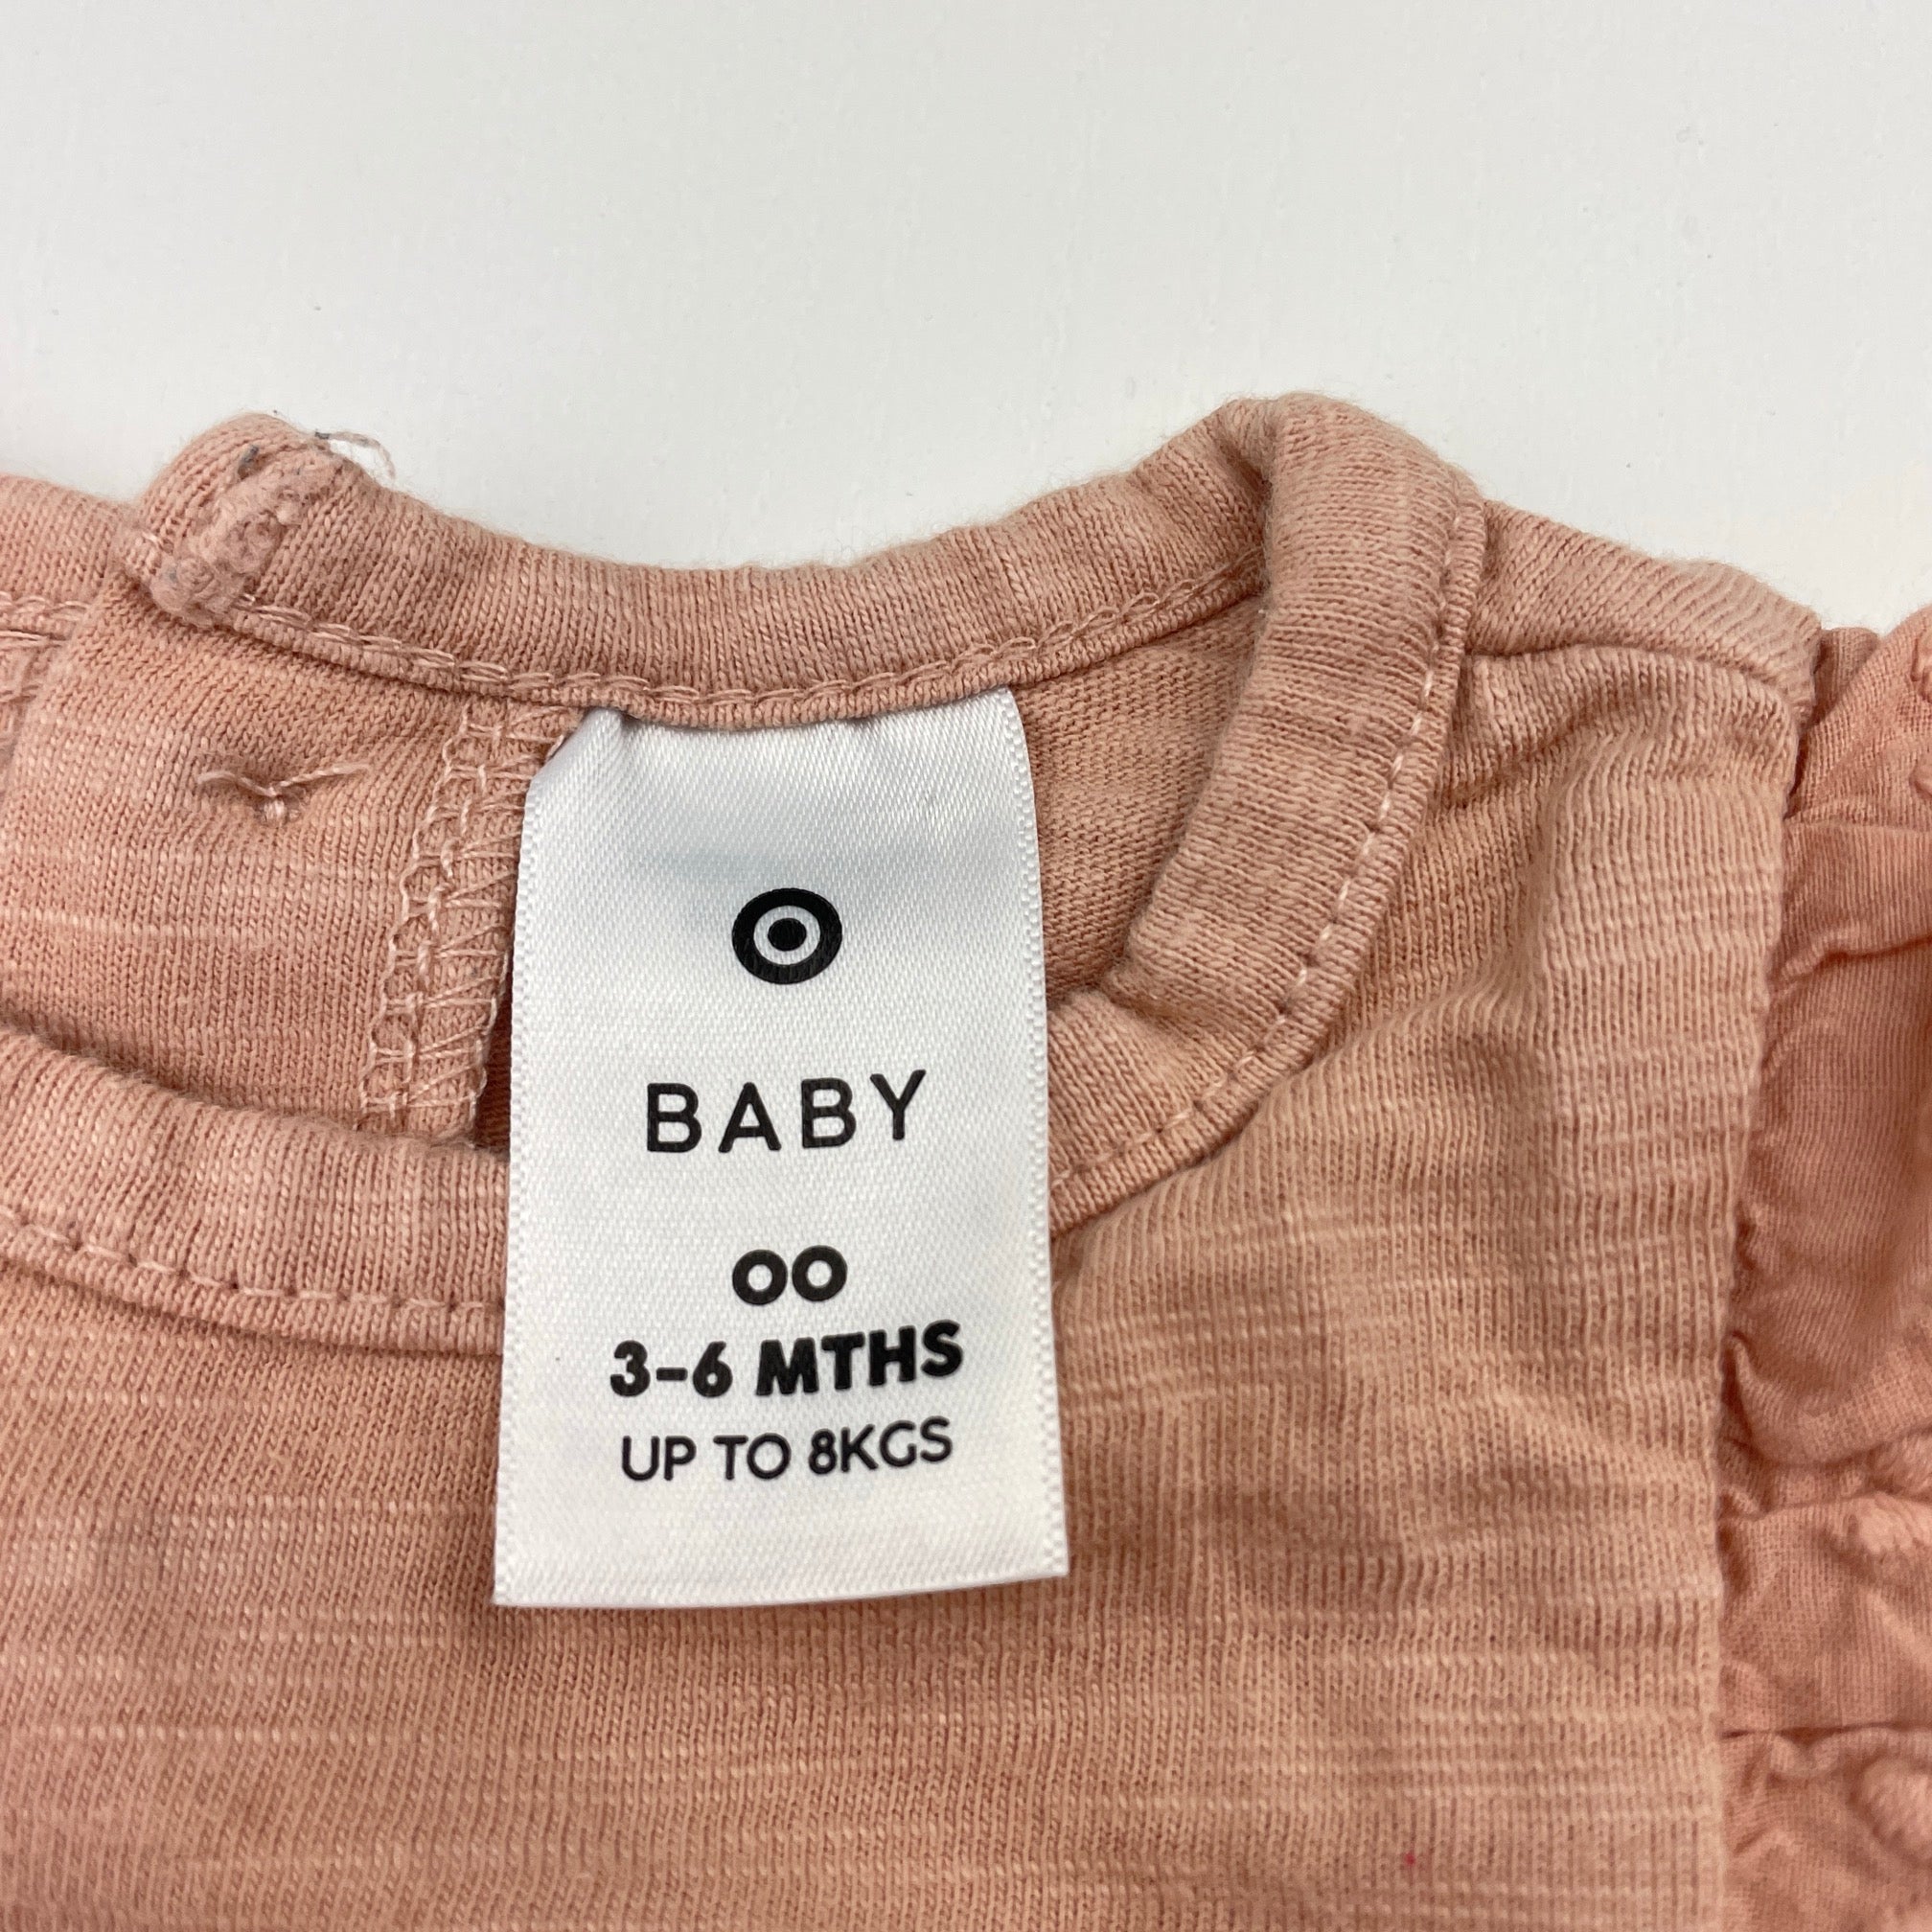 BABY
00
3-6 MTHS
UP TO 8KGS